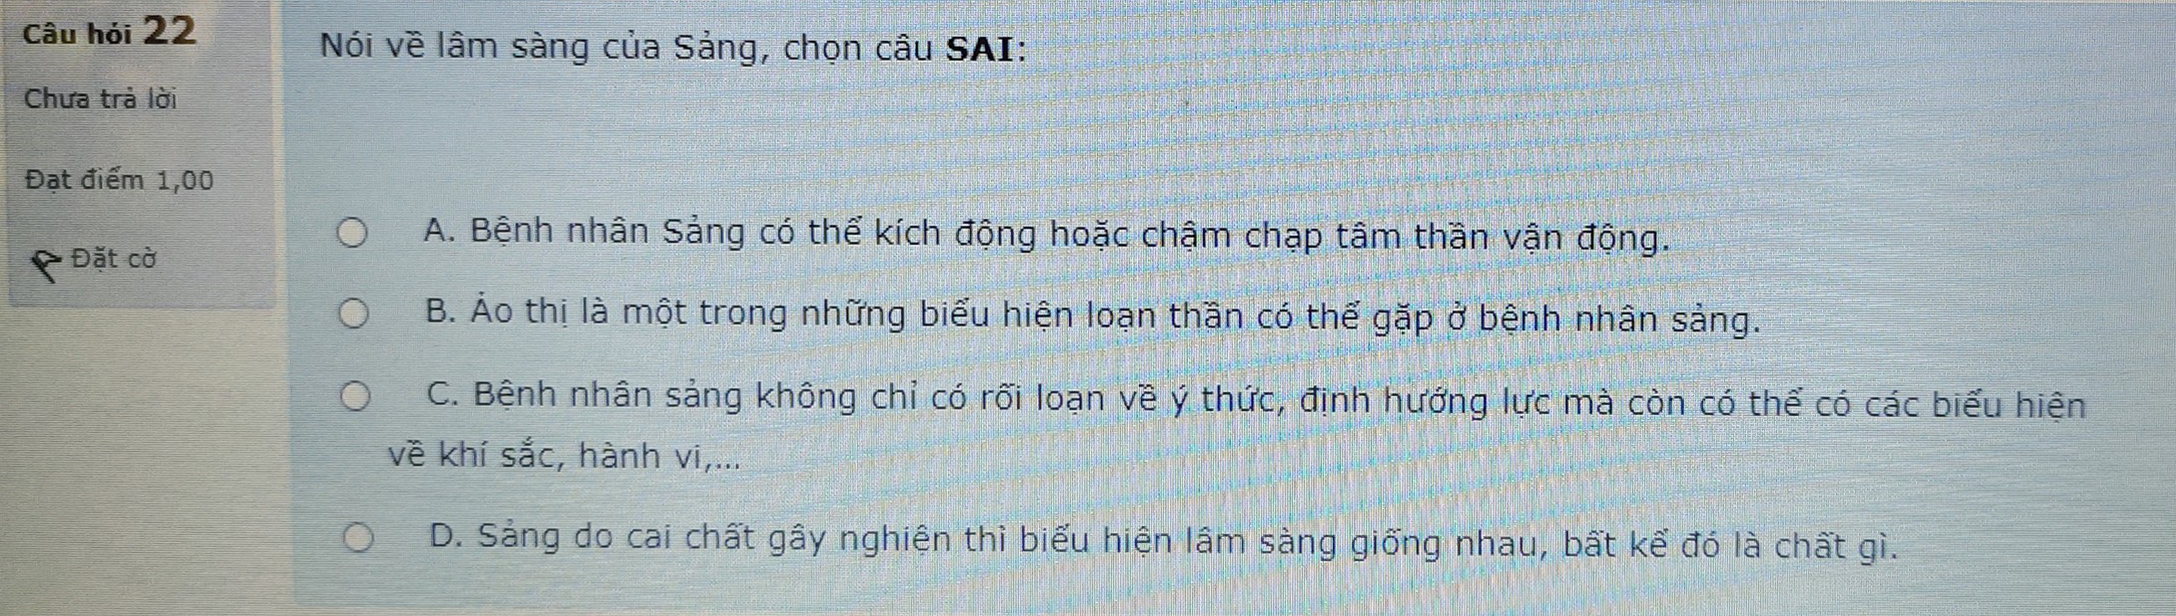 Câu hỏi 22
Chưa trả lời
Đạt điểm 1,00
Đặt cờ
Nói về lâm sàng của Sảng, chọn câu SAI:
A. Bệnh nhân Sảng có thể kích động hoặc chậm chạp tâm thần vận động.
B. Ảo thị là một trong những biểu hiện loạn thần có thể gặp ở bệnh nhân sảng.
C. Bệnh nhân sảng không chỉ có rối loạn về ý thức, định hướng lực mà còn có thể có các biểu hiện
về khí sắc, hành vi,...
D. Sảng do cai chất gây nghiện thì biểu hiện lâm sàng giống nhau, bất kể đó là chất gì.